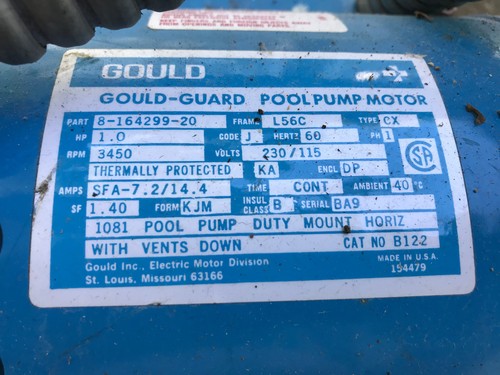 GOULD
GOULD-GUARD POOL PUMP MOTOR
PART 8-164299-20 FRAME L56C TYPE CX
HP 1.0 CODE J HERTZ 60 PH 1
RPM 3450 VOLTS 230/115
THERMALLY PROTECTED KA ENCL DP
AMPS SFA-7.2/14.4 TIME CONT AMBIENT 40°C
SF 1.40 FORM KJM INSUL CLASS B SERIAL BA9
1081 POOL PUMP DUTY MOUNT HORIZ
WITH VENTS DOWN CAT NO B122
Gould Inc., Electric Motor Division MADE IN U.S.A.
St. Louis, Missouri 63166 154479